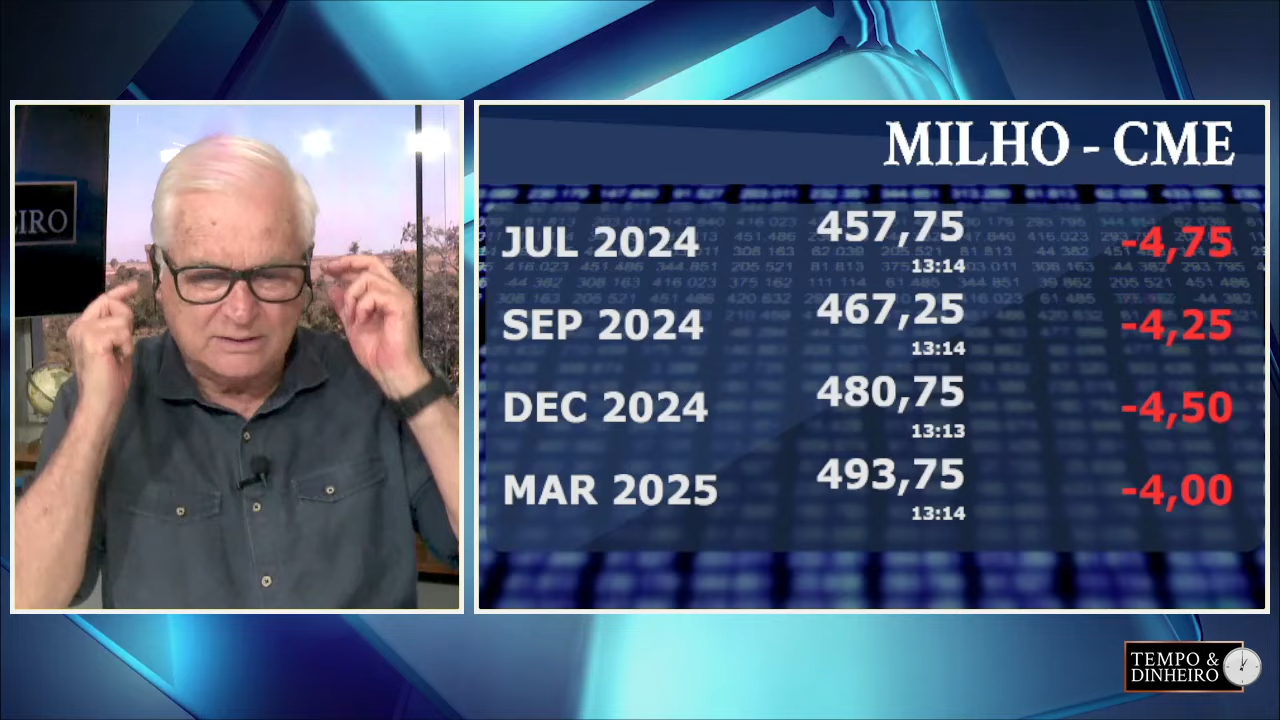 EIRO
MILHO - CME
JUL 2024 457,75 -4,75
13:14
SEP 2024 467,25 -4,25
13:14
DEC 2024 480,75 -4,50
13:13
MAR 2025 493,75 -4,00
13:14
TEMPO &
DINHEIRO